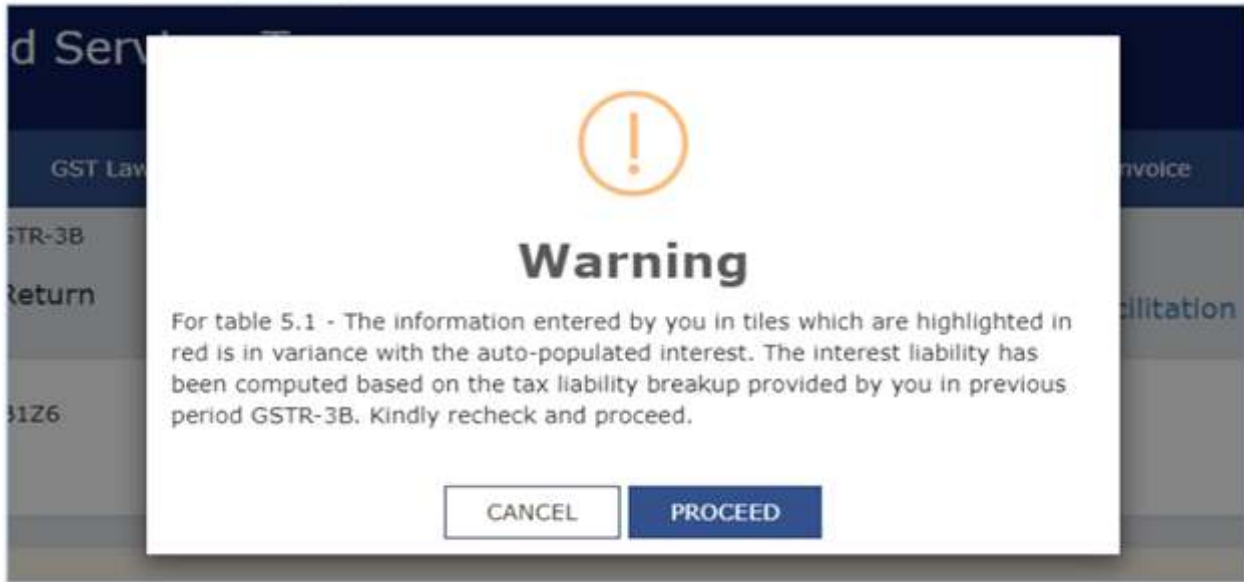 d Serv
GST Law
nvoice
STR-3B
Return
cilitation
31Z6
!
Warning
For table 5.1 - The information entered by you in tiles which are highlighted in
red is in variance with the auto-populated interest. The interest liability has
been computed based on the tax liability breakup provided by you in previous
period GSTR-3B. Kindly recheck and proceed.
CANCEL
PROCEED